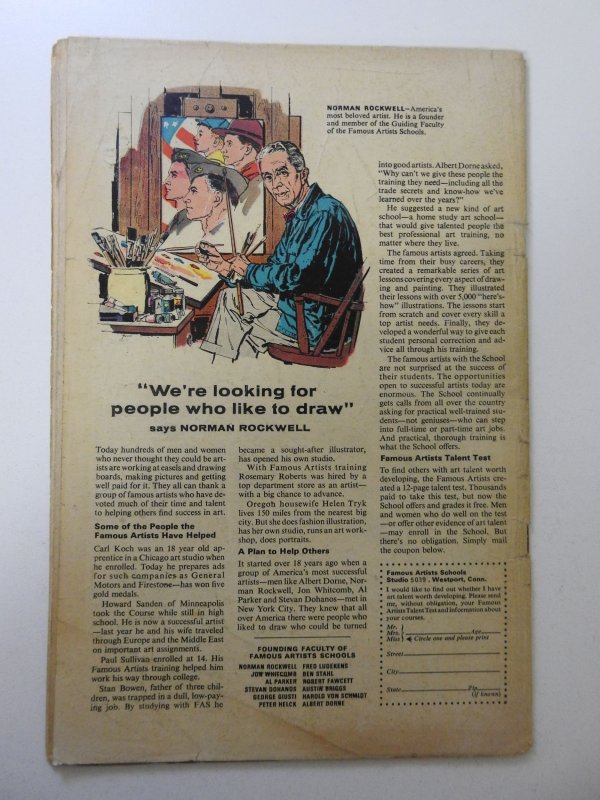 NORMAN ROCKWELL—America's
most beloved artist. He is a founder
and member of the Guiding Faculty
of the Famous Artists Schools.
"We're looking for
people who like to draw"
says NORMAN ROCKWELL
Today hundreds of men and women
who never thought they could be art-
ists are working at easels and drawing
boards, making pictures and getting
well paid for it. They all can thank a
group of famous artists who have de-
voted much of their time and talent
to helping others find success in art.
Some of the People the
Famous Artists Have Helped
Carl Koch was an 18 year old ap-
prentice in a Chicago art studio when
he enrolled. Today he prepares ads
for such companies as General
Motors and Firestone—has won five
gold medals.
Howard Sanden of Minneapolis
took the Course while still in high
school. He is now a successful artist
—last year he and his wife traveled
through Europe and the Middle East
on important art assignments.
Paul Sullivan enrolled at 14. His
Famous Artists training helped him
work his way through college.
Stan Bowen, father of three chil-
dren, was trapped in a dull, low-pay-
ing job. By studying with FAS he
became a sought-after illustrator,
has opened his own studio.
With Famous Artists training
Rosemary Roberts was hired by a
top department store as an artist—
with a big chance to advance.
Oregon housewife Helen Tryk
lives 150 miles from the nearest big
city. But she does fashion illustration,
has her own studio, runs an art work-
shop, does portraits.
A Plan to Help Others
It started over 18 years ago when a
group of America's most successful
artists—men like Albert Dorne, Nor-
man Rockwell, Jon Whitcomb, Al
Parker and Stevan Dohanos—met in
New York City. They knew that all
over America there were people who
liked to draw who could be turned
FOUNDING FACULTY OF
FAMOUS ARTISTS SCHOOLS
NORMAN ROCKWELL FRED LUDEKENS
JON WHITCOMB BEN STAHL
AL PARKER ROBERT FAWCETT
STEVAN DOHANOS AUSTIN BRIGGS
GEORGE GIUSTI HAROLD VON SCHMIDT
PETER HELCK ALBERT DORNE
into good artists. Albert Dorne asked,
"Why can't we give these people the
training they need—including all the
trade secrets and know-how we've
learned over the years?"
He suggested a new kind of art
school—a home study art school—
that would give talented people the
best professional art training, no
matter where they live.
The famous artists agreed. Taking
time from their busy careers, they
created a remarkable series of art
lessons covering every aspect of draw-
ing and painting. They illustrated
their lessons with over 5,000 "here's-
how" illustrations. The lessons start
from scratch and cover every skill a
top artist needs. Finally, they de-
veloped a wonderful way to give each
student personal correction and ad-
vice all through his training.
The famous artists with the School
are not surprised at the success of
their students. The opportunities
open to successful artists today are
enormous. The School continually
gets calls from all over the country
asking for practical well-trained stu-
dents—not geniuses—who can step
into full-time or part-time art jobs.
And practical, thorough training is
what the School offers.
Famous Artists Talent Test
To find others with art talent worth
developing, the Famous Artists cre-
ated a 12-page talent test. Thousands
paid to take this test, but now the
School offers and grades it free. Men
and women who do well on the test
—or offer other evidence of art talent
—may enroll in the School. But
there's no obligation. Simply mail
the coupon below.
Famous Artists Schools
Studio 5039, Westport, Conn.
I would like to find out whether I have
art talent worth developing. Please send
me, without obligation, your Famous
Artists Talent Test and information about
your courses.
Mr.
Mrs. Age
Miss Circle one and please print
Street
City
State Zip
(if known)